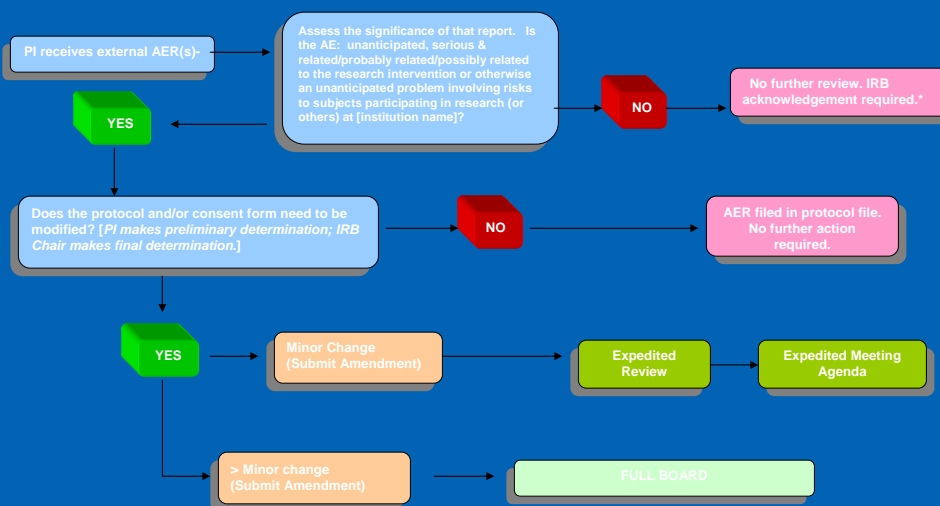 PI receives external AER(s)-
Assess the significance of that report.  Is
the AE:  unanticipated, serious &
related/probably related/possibly related
to the research intervention or otherwise
an unanticipated problem involving risks
to subjects participating in research (or
others) at [institution name]?
NO
No further review. IRB
acknowledgement required.*
YES
Does the protocol and/or consent form need to be
modified? [PI makes preliminary determination; IRB
Chair makes final determination.]
NO
AER filed in protocol file.
No further action
required.
YES
Minor Change
(Submit Amendment)
Expedited
Review
Expedited Meeting
Agenda
> Minor change
(Submit Amendment)
FULL BOARD